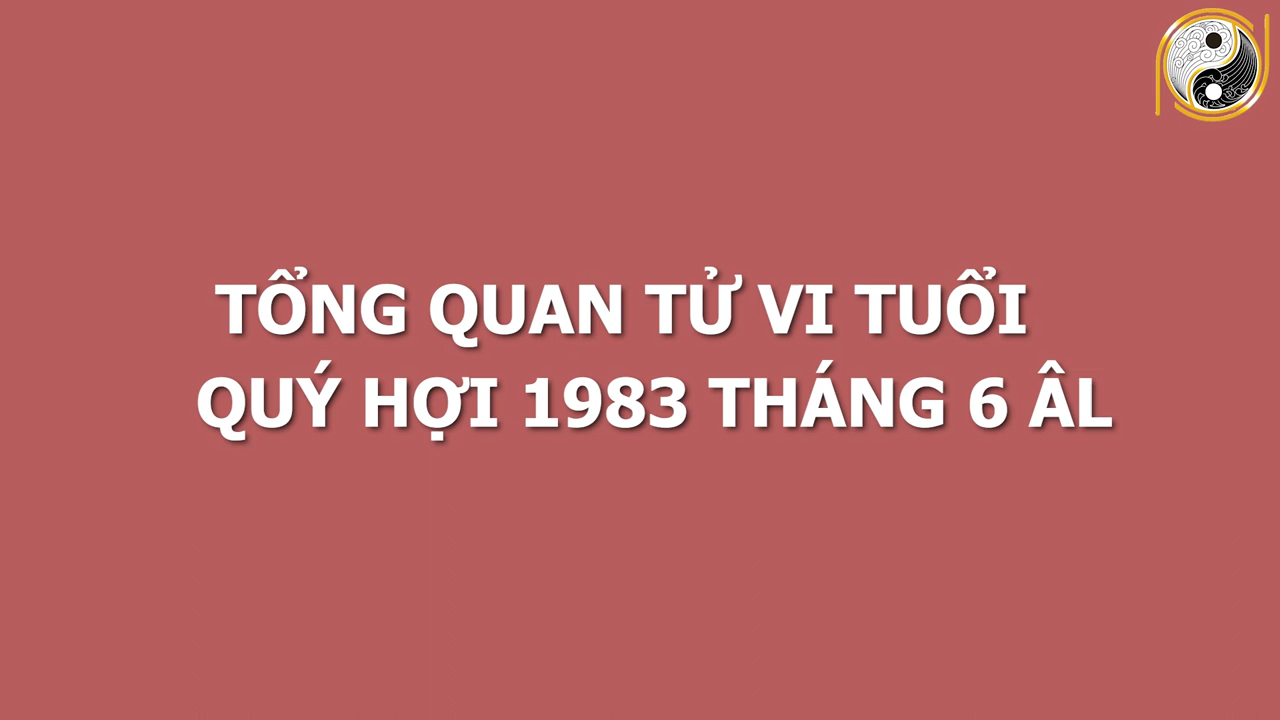 TỔNG QUAN TỬ VI TUỔI
QUÝ HỢI 1983 THÁNG 6 ÂL